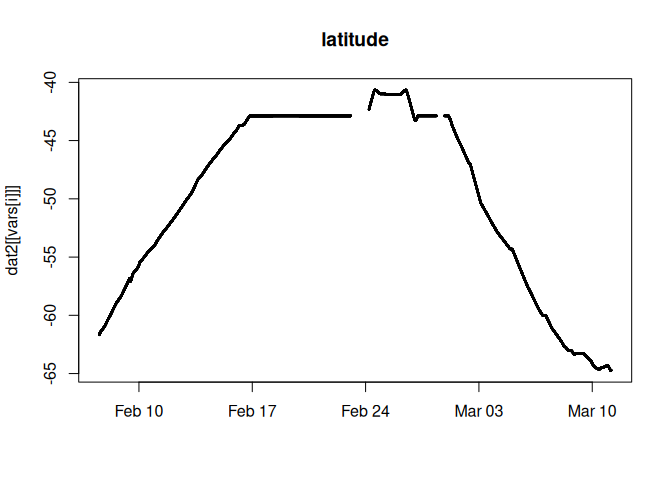 latitude
dat2[[vars[i]]]
-40
-45
-50
-55
-60
-65
Feb 10
Feb 17
Feb 24
Mar 03
Mar 10